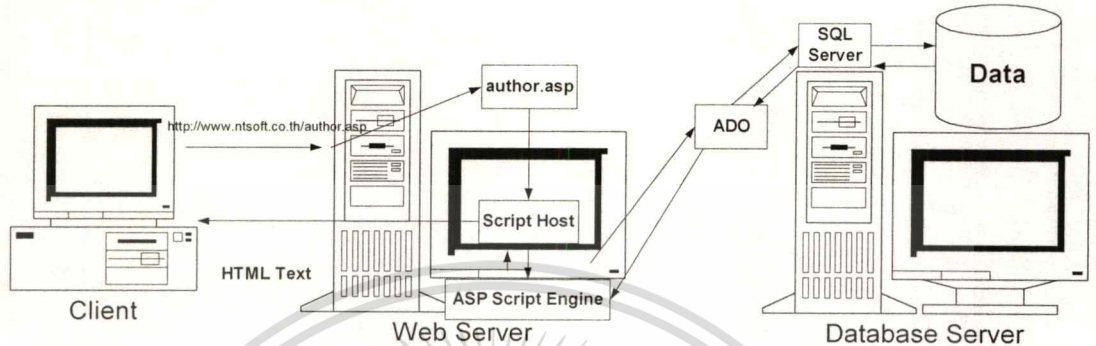 SQL
Server
Data
author.asp
ADO
http://www.ntsoft.co.th/author.asp
Script Host
HTML Text
ASP Script Engine
Client
Web Server
Database Server